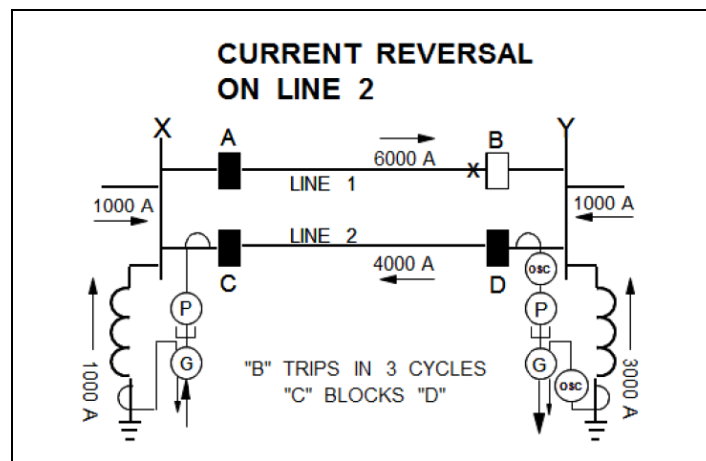 CURRENT REVERSAL
ON LINE 2
X
A
6000 A
B
Y
X
LINE 1
1000 A
1000 A
LINE 2
4000 A
C
D
OSC
P
P
G
G
OSC
1000 A
3000 A
"B" TRIPS IN 3 CYCLES
"C" BLOCKS "D"